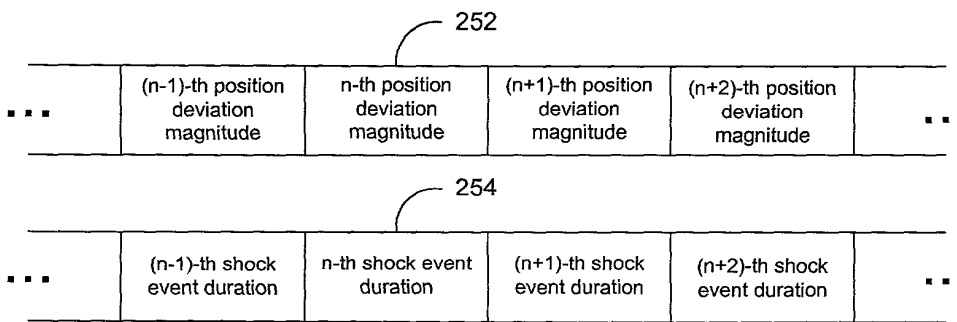 252
(n-1)-th position deviation magnitude
n-th position deviation magnitude
(n+1)-th position deviation magnitude
(n+2)-th position deviation magnitude
254
(n-1)-th shock event duration
n-th shock event duration
(n+1)-th shock event duration
(n+2)-th shock event duration